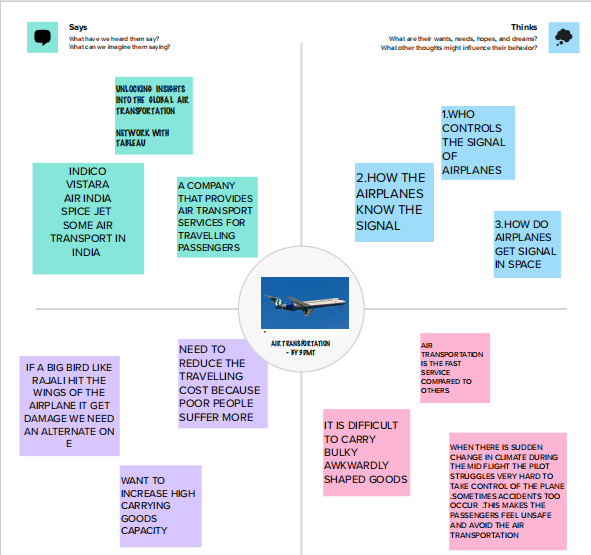 Says
What have we heard them say?
What can we imagine them saying?
Thinks
What are their wants, needs, hopes, and dreams?
What other thoughts might influence their behavior?
UNLOCKING INSIGHTS
INTO THE GLOBAL AIR
TRANSPORTATION
NETWORK WITH
TABLEAU
INDICO
VISTARA
AIR INDIA
SPICE JET
SOME AIR
TRANSPORT IN
INDIA
A COMPANY
THAT PROVIDES
AIR TRANSPORT
SERVICES FOR
TRAVELLING
PASSENGERS
1.WHO
CONTROLS
THE SIGNAL
OF
AIRPLANES
2.HOW THE
AIRPLANES
KNOW THE
SIGNAL
3.HOW DO
AIRPLANES
GET SIGNAL
IN SPACE
AIR TRANSPORTATION
IF A BIG BIRD LIKE
RAJALI HIT THE
WINGS OF THE
AIRPLANE IT GET
DAMAGE WE NEED
AN ALTERNATE ON
E
NEED TO
REDUCE THE
TRAVELLING
COST BECAUSE
POOR PEOPLE
SUFFER MORE
WANT TO
INCREASE HIGH
CARRYING
GOODS
CAPACITY
AIR
TRANSPORTATION
IS THE FAST
SERVICE
COMPARED TO
OTHERS
IT IS DIFFICULT
TO CARRY
BULKY
AWKWARDLY
SHAPED GOODS
WHEN THERE IS SUDDEN
CHANGE IN CLIMATE DURING
THE MID FLIGHT THE PILOT
STRUGGLES VERY HARD TO
TAKE CONTROL OF THE PLANE
.SOMETIMES ACCIDENTS TOO
OCCUR .THIS MAKES THE
PASSENGERS FEEL UNSAFE
AND AVOID THE AIR
TRANSPORTATION